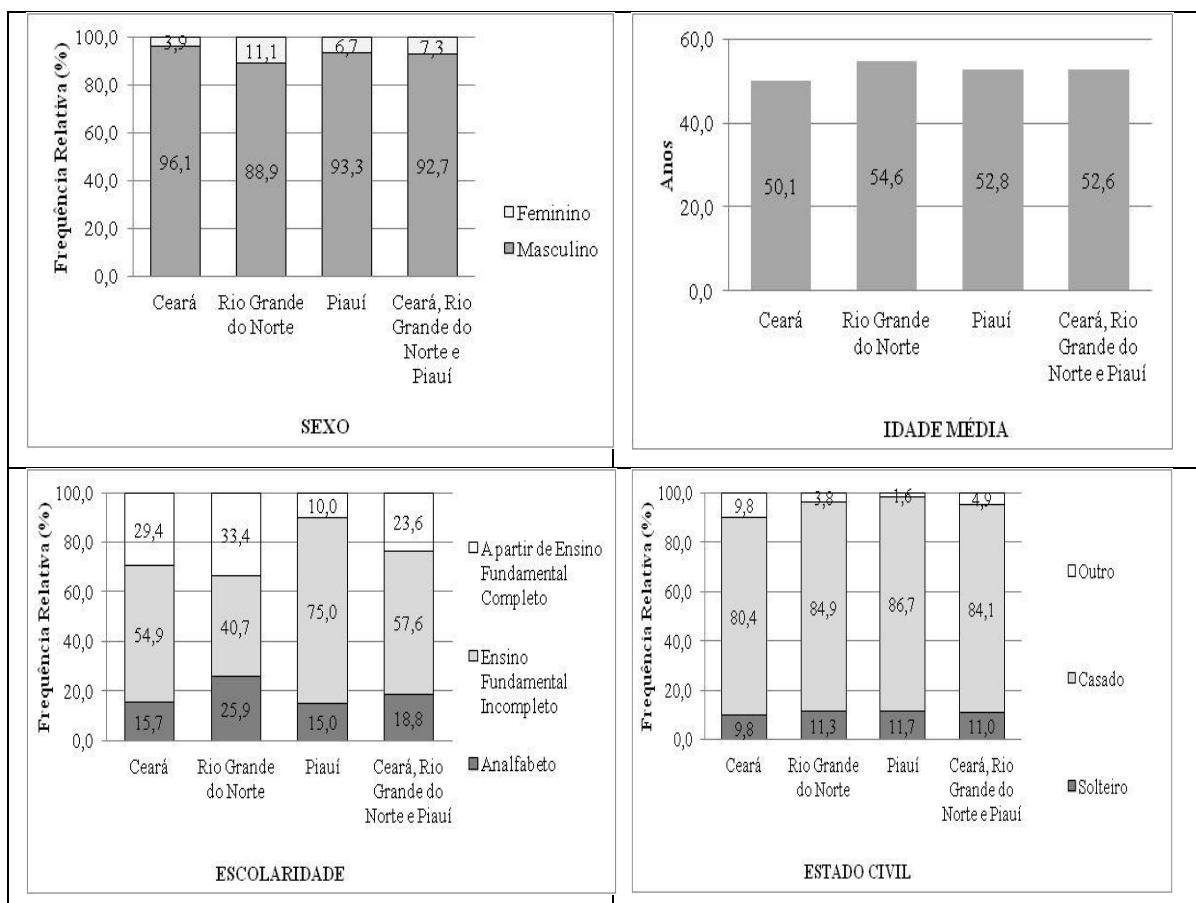 Frequência Relativa (%)
100,0
80,0
60,0
40,0
20,0
0,0
3,9
11,1
6,7
7,3
96,1
88,9
93,3
92,7
Feminino
Masculino
Ceará
Rio Grande
do Norte
Piauí
Ceará, Rio
Grande do
Norte e
Piauí
SEXO
Anos
60,0
40,0
20,0
0,0
50,1
54,6
52,8
52,6
Ceará
Rio Grande
do Norte
Piauí
Ceará, Rio
Grande do
Norte e Piauí
IDADE MÉDIA
Frequência Relativa (%)
100,0
80,0
60,0
40,0
20,0
0,0
29,4
33,4
10,0
23,6
54,9
40,7
75,0
57,6
15,7
25,9
15,0
18,8
A partir de Ensino
Fundamental
Completo
Ensino
Fundamental
Incompleto
Analfabeto
Ceará
Rio Grande
do Norte
Piauí
Ceará, Rio
Grande do
Norte e Piauí
ESCOLARIDADE
Frequência Relativa (%)
100,0
80,0
60,0
40,0
20,0
0,0
9,8
3,8
1,6
4,9
80,4
84,9
86,7
84,1
9,8
11,3
11,7
11,0
Outro
Casado
Solteiro
Ceará
Rio Grande
do Norte
Piauí
Ceará, Rio
Grande do
Norte e Piauí
ESTADO CIVIL